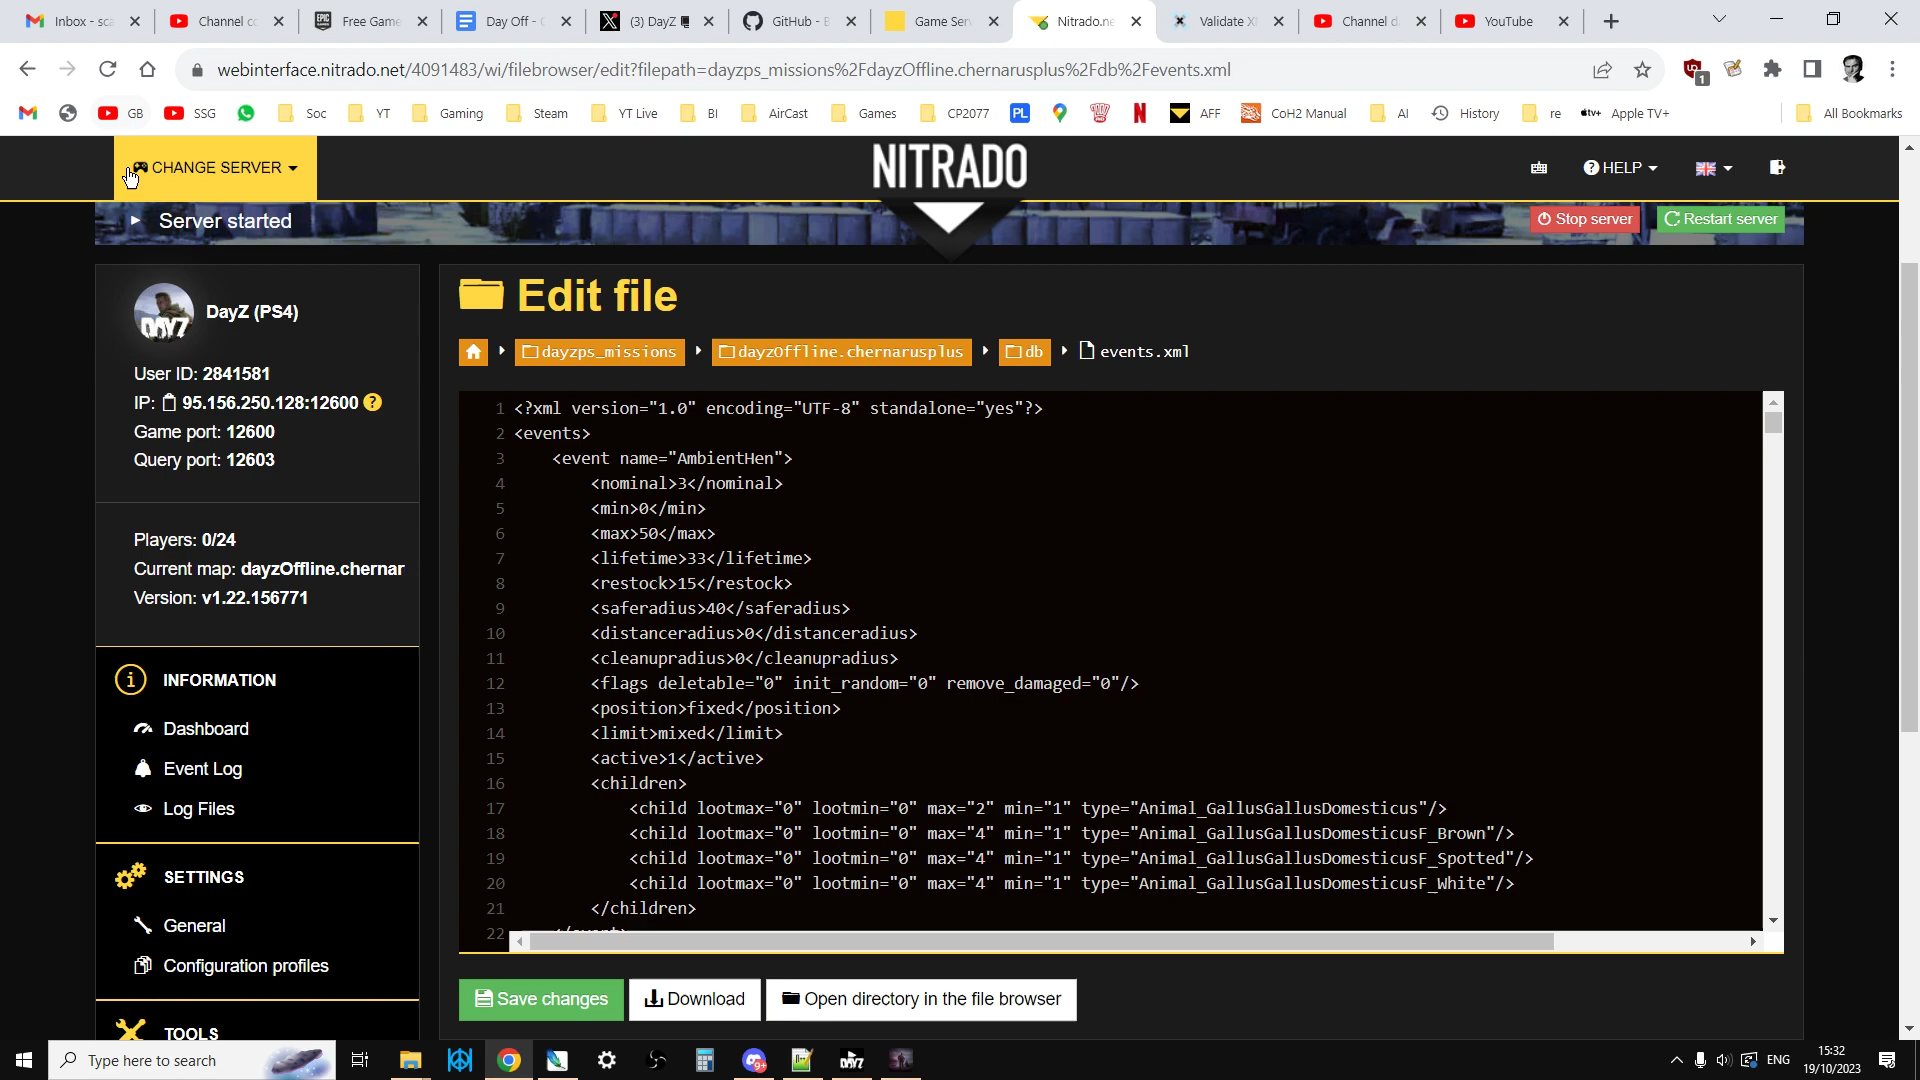 Inbox - sca
Channel co
Free Game
Day Off - C
(3) DayZ
GitHub - B
Game Serv
Nitrado.ne
Validate X
Channel d
YouTube
webinterface.nitrado.net/4091483/wi/filebrowser/edit?filepath=dayzps_missions%2FdayzOffline.chernarusplus%2Fdb%2Fevents.xml
1
GB
SSG
Soc
YT
Gaming
Steam
YT Live
BI
AirCast
Games
CP2077
PL
AFF
CoH2 Manual
AI
History
re
tv+ Apple TV+
All Bookmarks
CHANGE SERVER
NITRADO
HELP
Server started
Stop server
Restart server
DayZ (PS4)
User ID: 2841581
IP: 95.156.250.128:12600
Game port: 12600
Query port: 12603
Players: 0/24
Current map: dayzOffline.chernar
Version: v1.22.156771
INFORMATION
Dashboard
Event Log
Log Files
SETTINGS
General
Configuration profiles
TOOLS
Edit file
dayzps_missions
dayzOffline.chernarusplus
db
events.xml
1 <?xml version="1.0" encoding="UTF-8" standalone="yes"?>
2 <events>
3 <event name="AmbientHen">
4 <nominal>3</nominal>
5 <min>0</min>
6 <max>50</max>
7 <lifetime>33</lifetime>
8 <restock>15</restock>
9 <saferadius>40</saferadius>
10 <distanceradius>0</distanceradius>
11 <cleanupradius>0</cleanupradius>
12 <flags deletable="0" init_random="0" remove_damaged="0"/>
13 <position>fixed</position>
14 <limit>mixed</limit>
15 <active>1</active>
16 <children>
17 <child lootmax="0" lootmin="0" max="2" min="1" type="Animal_GallusGallusDomesticus"/>
18 <child lootmax="0" lootmin="0" max="4" min="1" type="Animal_GallusGallusDomesticusF_Brown"/>
19 <child lootmax="0" lootmin="0" max="4" min="1" type="Animal_GallusGallusDomesticusF_Spotted"/>
20 <child lootmax="0" lootmin="0" max="4" min="1" type="Animal_GallusGallusDomesticusF_White"/>
21 </children>
22 </event>
Save changes
Download
Open directory in the file browser
Type here to search
9+
DAYZ
ENG
15:32
19/10/2023